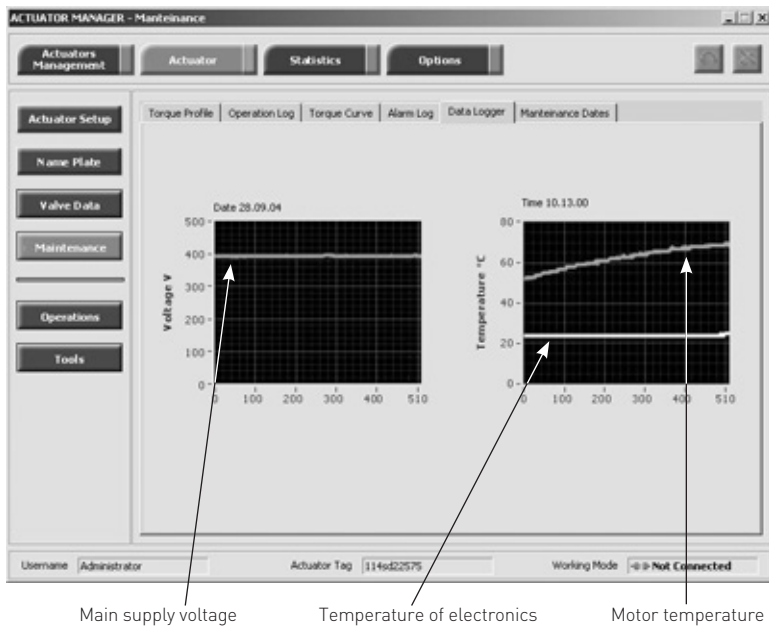 ACTUATOR MANAGER - Manteinance
Actuators Management
Actuator
Statistics
Options
Actuator Setup
Name Plate
Valve Data
Maintenance
Operations
Tools
Torque Profile
Operation Log
Torque Curve
Alarm Log
Data Logger
Manteinance Dates
Date 28.09.04
Voltage V
500
400
300
200
100
0
0 100 200 300 400 510
Time 10.13.00
Temperature °C
80
60
40
20
0
0 100 200 300 400 510
Username Administrator
Actuator Tag 114sd22575
Working Mode Not Connected
Main supply voltage
Temperature of electronics
Motor temperature